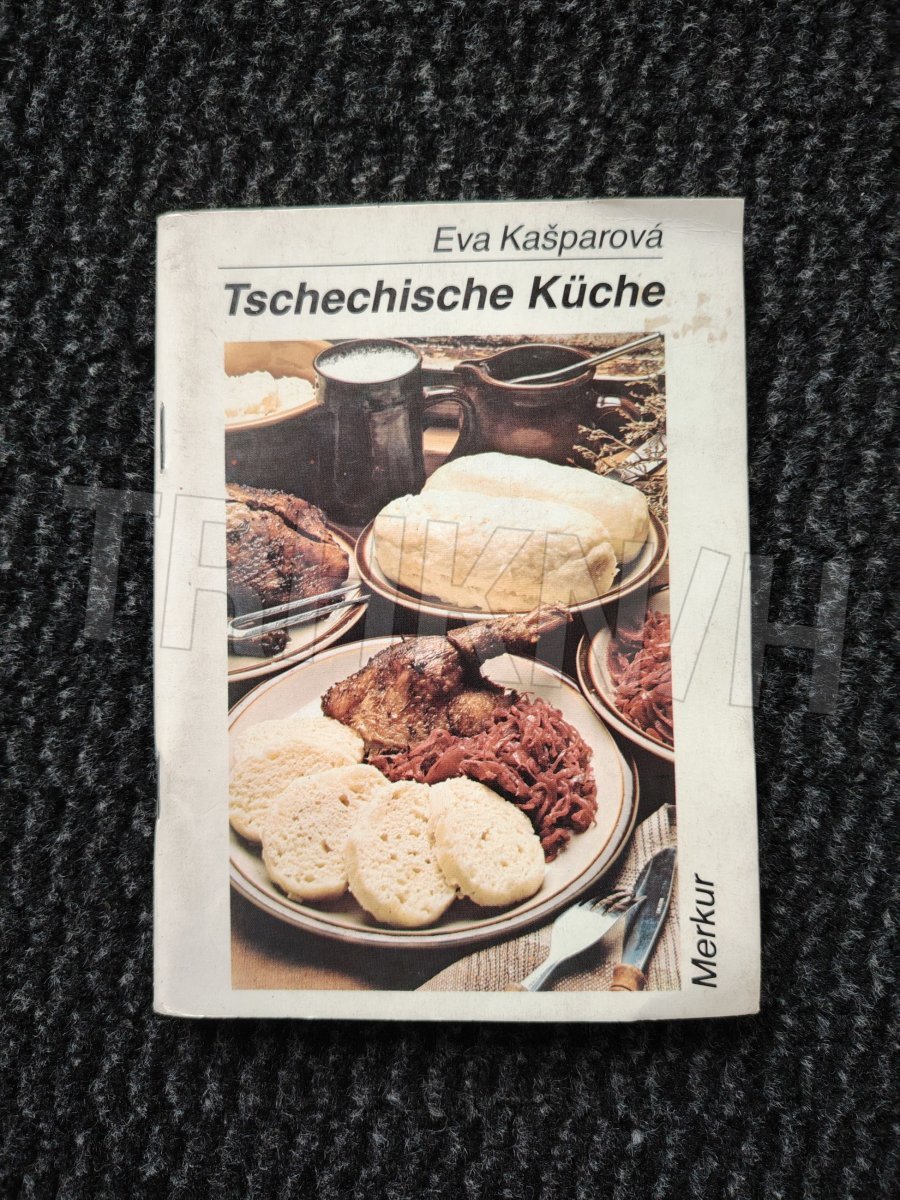 Eva Kašparová
Tschechische Küche
Merkur